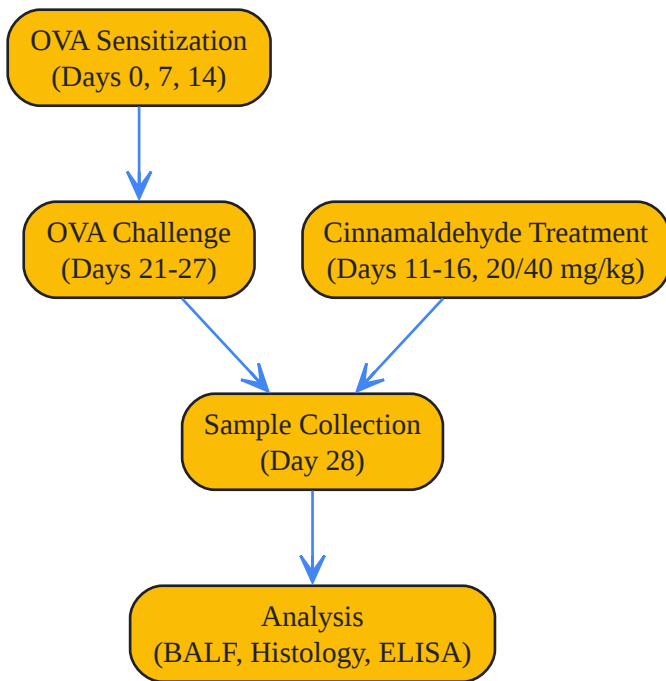 OVA Sensitization
(Days 0, 7, 14)
OVA Challenge
(Days 21-27)
Cinnamaldehyde Treatment
(Days 11-16, 20/40 mg/kg)
Sample Collection
(Day 28)
Analysis
(BALF, Histology, ELISA)